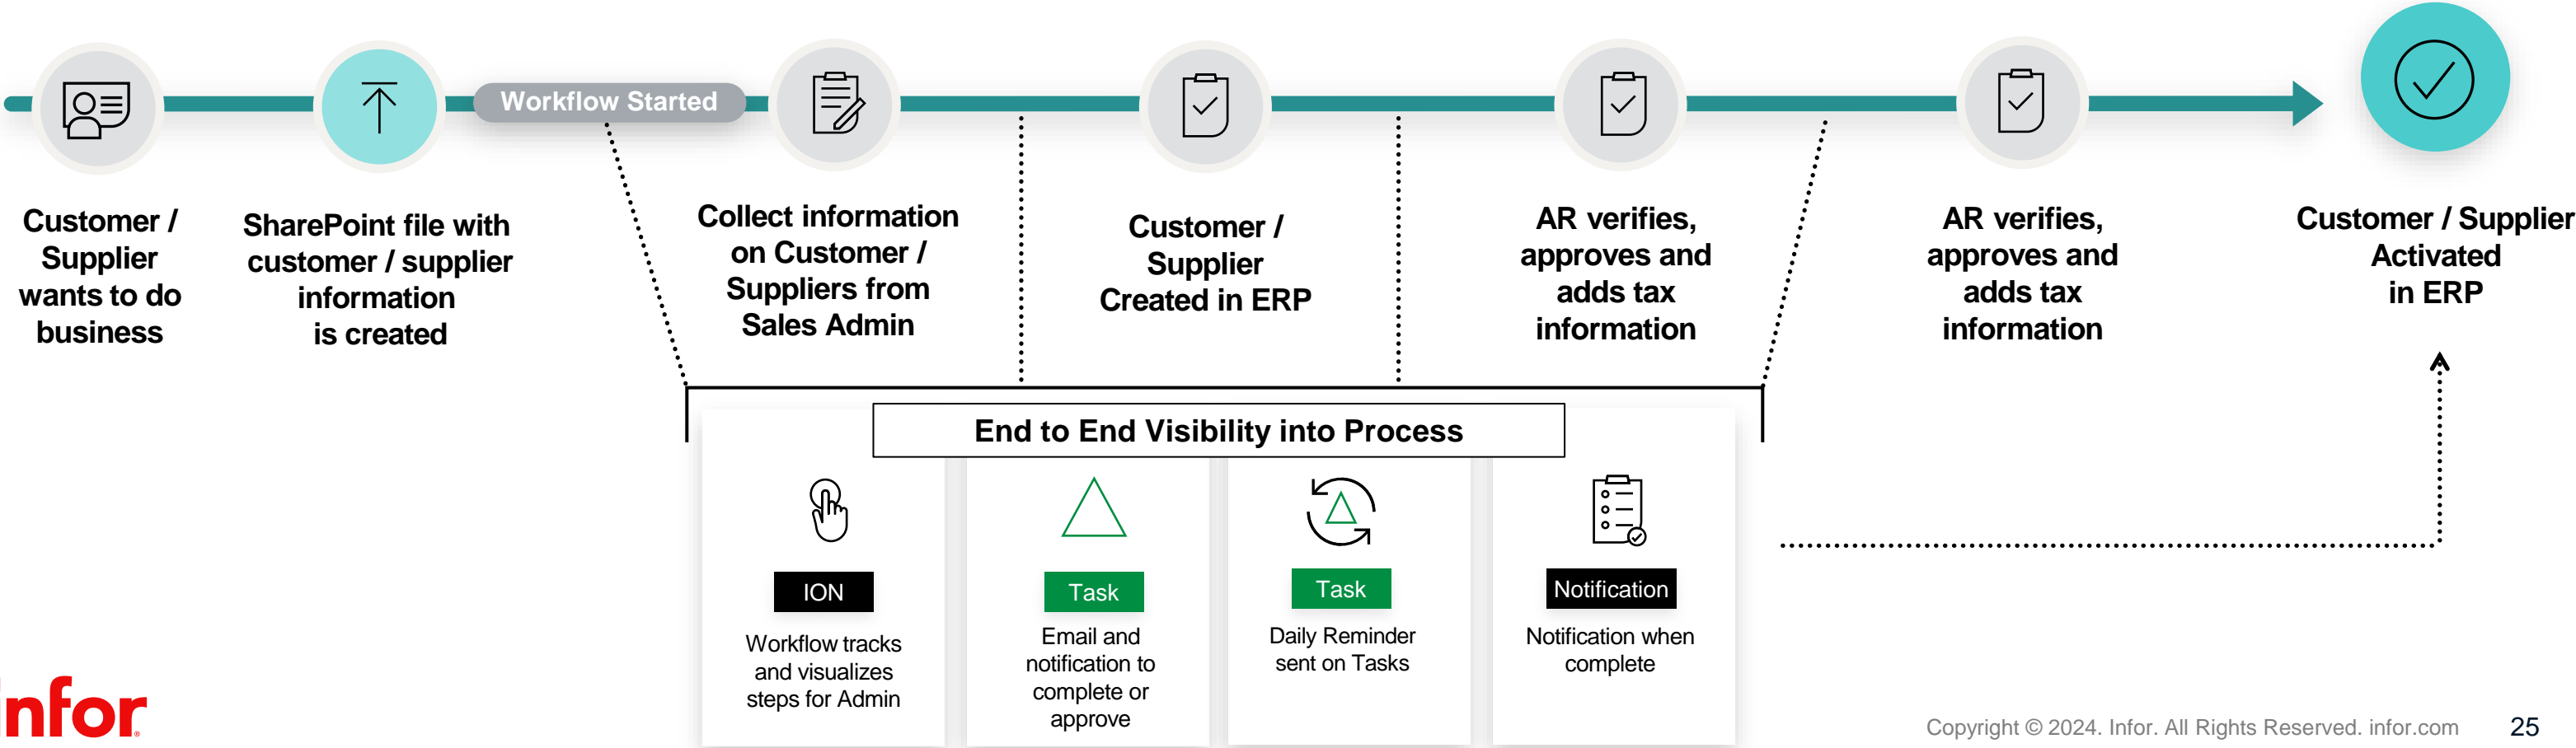 Workflow Started
Customer /
Supplier
wants to do
business
SharePoint file with
customer / supplier
information
is created
Collect information
on Customer /
Suppliers from
Sales Admin
Customer /
Supplier
Created in ERP
AR verifies,
approves and
adds tax
information
AR verifies,
approves and
adds tax
information
Customer / Supplier
Activated
in ERP
End to End Visibility into Process
ION
Workflow tracks
and visualizes
steps for Admin
Task
Email and
notification to
complete or
approve
Task
Daily Reminder
sent on Tasks
Notification
Notification when
complete
infor
Copyright © 2024. Infor. All Rights Reserved. infor.com 25